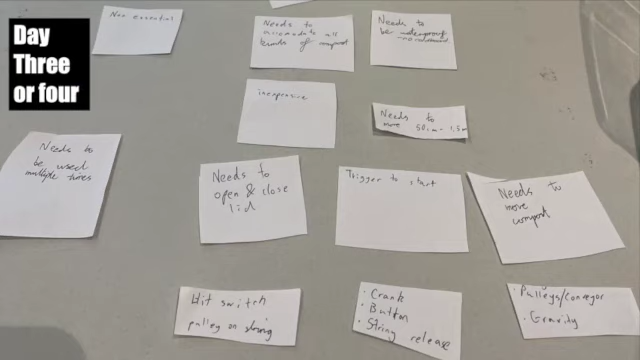 Day
Three
or four
Non essential
Needs to
accomodate all
kinds of compost
Needs to
be waterproof
inexpensive
Needs to
move 50cm - 1.5m
Needs to
be used
multiple times
Needs to
open & close
lid
Trigger to start
Needs to
move
compost
Hit switch
pulley on string
· Crank
· Button
· String release
· Pulleys/Conveyor
· Gravity